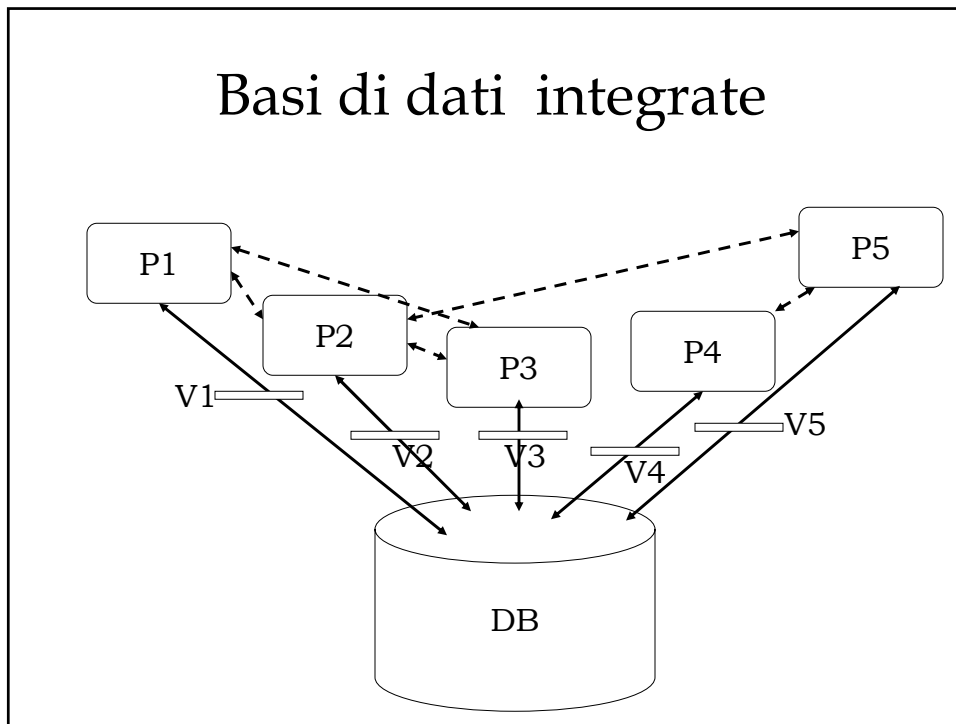 Basi di dati integrate
P1
P5
P2
P3
P4
V1
V2
V3
V4
V5
DB